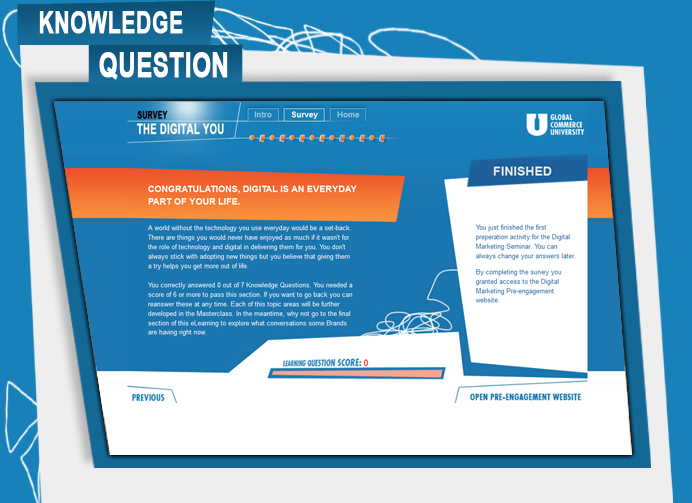 KNOWLEDGE
QUESTION
SURVEY
THE DIGITAL YOU
Intro
Survey
Home
GLOBAL
COMMERCE
UNIVERSITY
CONGRATULATIONS, DIGITAL IS AN EVERYDAY
PART OF YOUR LIFE.
A world without the technology you use everyday would be a set-back.
There are things you would never have enjoyed as much if it wasn't for
the role of technology and digital in delivering them for you. You don't
always stick with adopting new things but you believe that giving them
a try helps you get more out of life.
You correctly answered 0 out of 7 Knowledge Questions. You needed a
score of 6 or more to pass this section. If you want to go back you can
reanswer these at any time. Each of this topic areas will be further
developed in the Masterclass. In the meantime, why not go to the final
section of this eLearning to explore what conversations some Brands
are having right now.
FINISHED
You just finished the first
preperation activity for the Digital
Marketing Seminar. You can
always change your answers later.
By completing the survey you
granted access to the Digital
Marketing Pre-engagement
website.
LEARNING QUESTION SCORE: 0
PREVIOUS
OPEN PRE-ENGAGEMENT WEBSITE